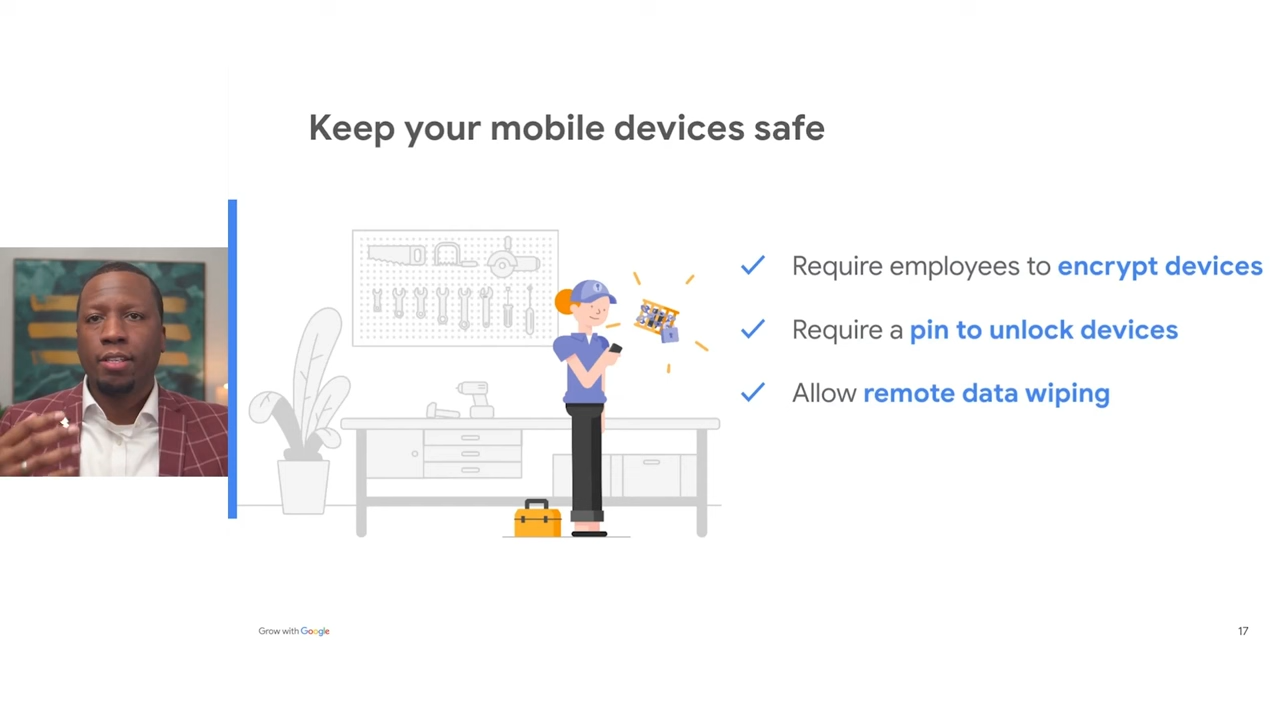 Keep your mobile devices safe
Require employees to encrypt devices
Require a pin to unlock devices
Allow remote data wiping
Grow with Google
17